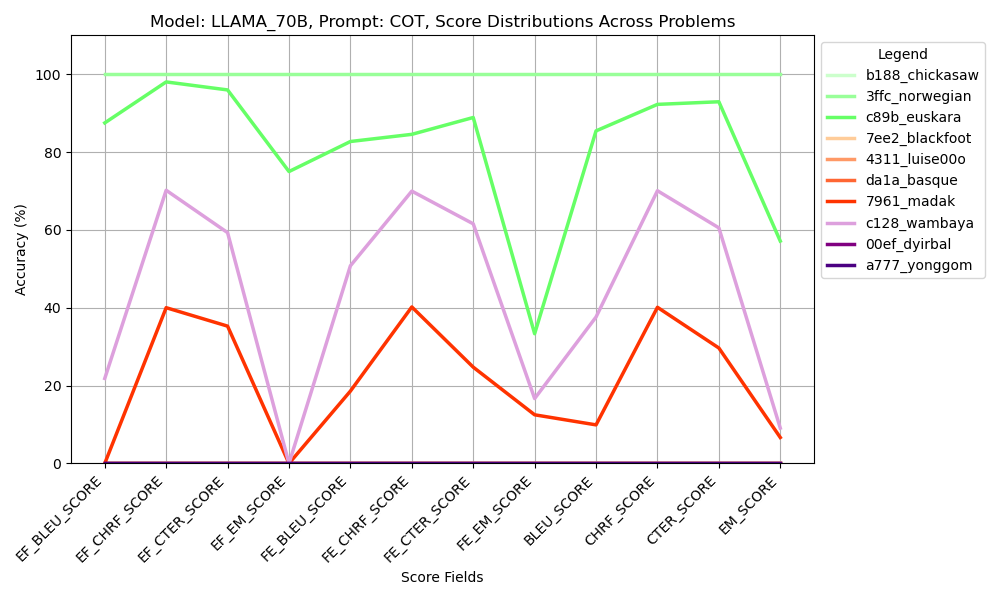 Model: LLAMA_70B, Prompt: COT, Score Distributions Across Problems
Accuracy (%)
100
80
60
40
20
0
EF_BLEU_SCORE
EF_CHRF_SCORE
EF_CTER_SCORE
EF_EM_SCORE
FE_BLEU_SCORE
FE_CHRF_SCORE
FE_CTER_SCORE
FE_EM_SCORE
BLEU_SCORE
CHRF_SCORE
CTER_SCORE
EM_SCORE
Score Fields
Legend
b188_chickasaw
3ffc_norwegian
c89b_euskara
7ee2_blackfoot
4311_luise00o
da1a_basque
7961_madak
c128_wambaya
00ef_dyirbal
a777_yonggom